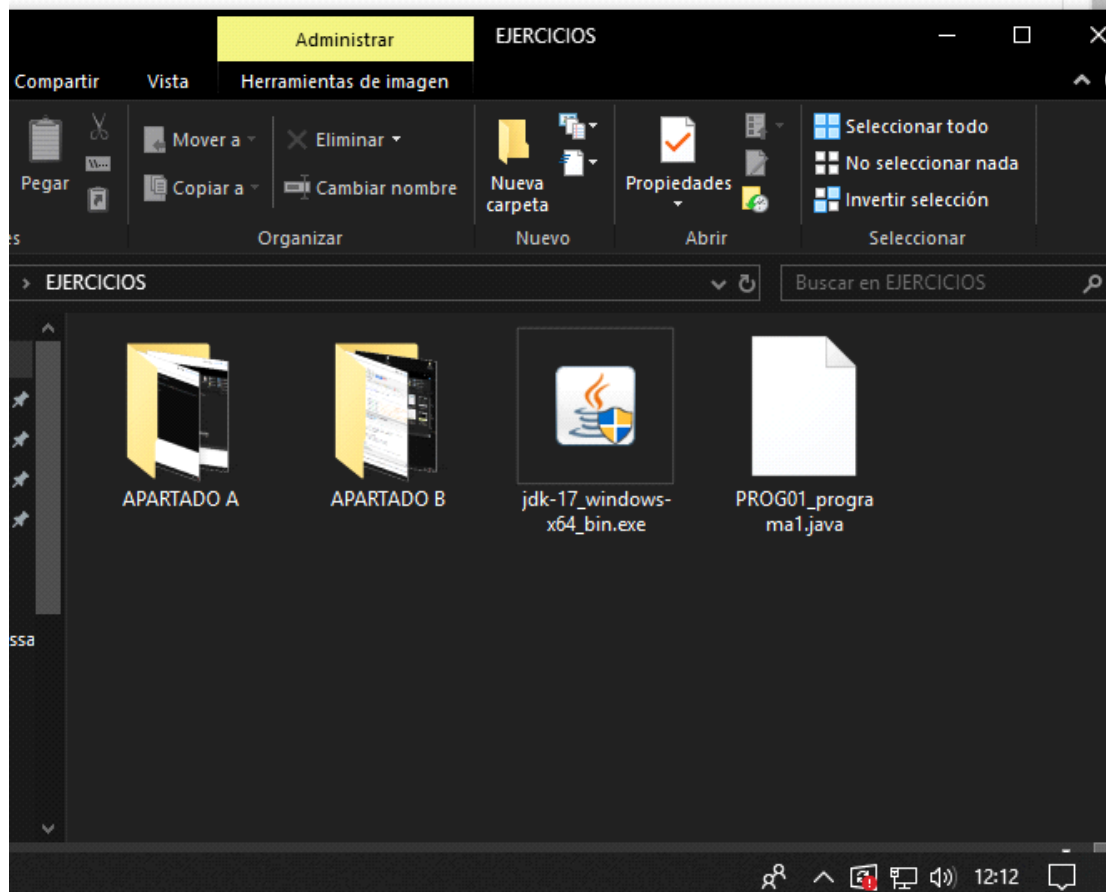 Administrar
EJERCICIOS
Compartir
Vista
Herramientas de imagen
Pegar
Mover a
Copiar a
Eliminar
Cambiar nombre
Nueva
carpeta
Propiedades
Seleccionar todo
No seleccionar nada
Invertir selección
es
Organizar
Nuevo
Abrir
Seleccionar
EJERCICIOS
Buscar en EJERCICIOS
APARTADO A
APARTADO B
jdk-17_windows-
x64_bin.exe
PROG01_progra
ma1.java
ssa
12:12